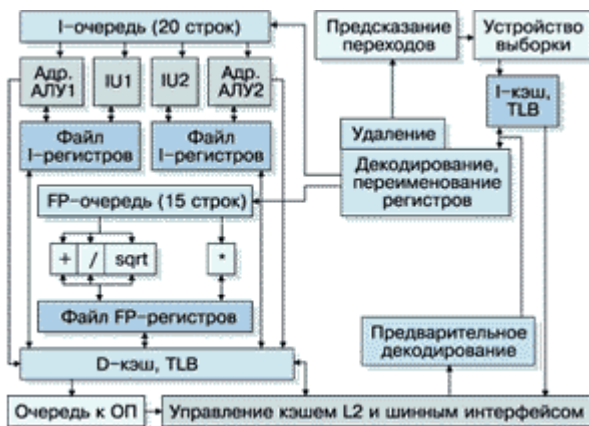 I-очередь (20 строк)
Предсказание
переходов
Устройство
выборки
Адр.
АЛУ1
IU1
IU2
Адр.
АЛУ2
I-кэш,
TLB
Файл
I-регистров
Файл
I-регистров
Удаление
Декодирование,
переименование
регистров
FP-очередь (15 строк)
+
/
sqrt
*
Файл FP-регистров
Предварительное
декодирование
D-кэш, TLB
Очередь к ОП
Управление кэшем L2 и шинным интерфейсом